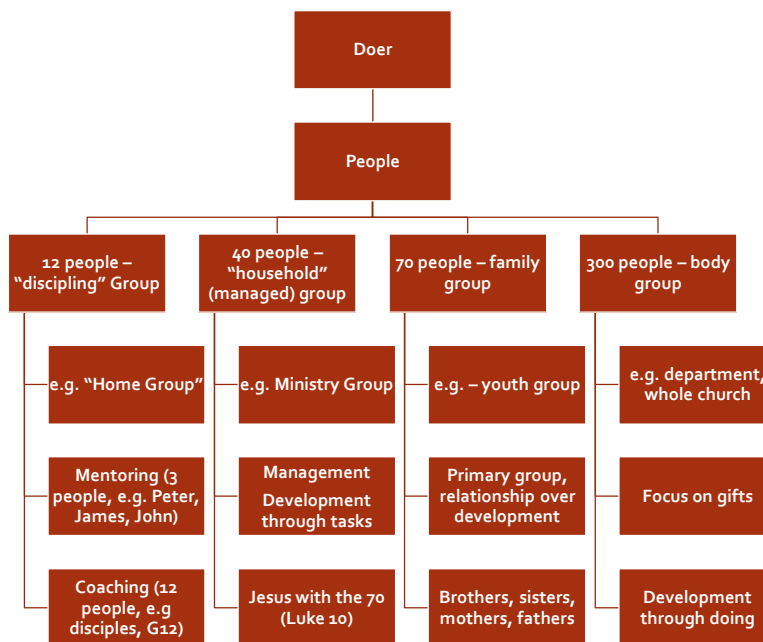 Doer
People
12 people –
“discipling” Group
40 people –
“household”
(managed) group
70 people – family
group
300 people – body
group
e.g. “Home Group”
Mentoring (3
people, e.g. Peter,
James, John)
Coaching (12
people, e.g
disciples, G12)
e.g. Ministry Group
Management
Development
through tasks
Jesus with the 70
(Luke 10)
e.g. – youth group
Primary group,
relationship over
development
Brothers, sisters,
mothers, fathers
e.g. department,
whole church
Focus on gifts
Development
through doing